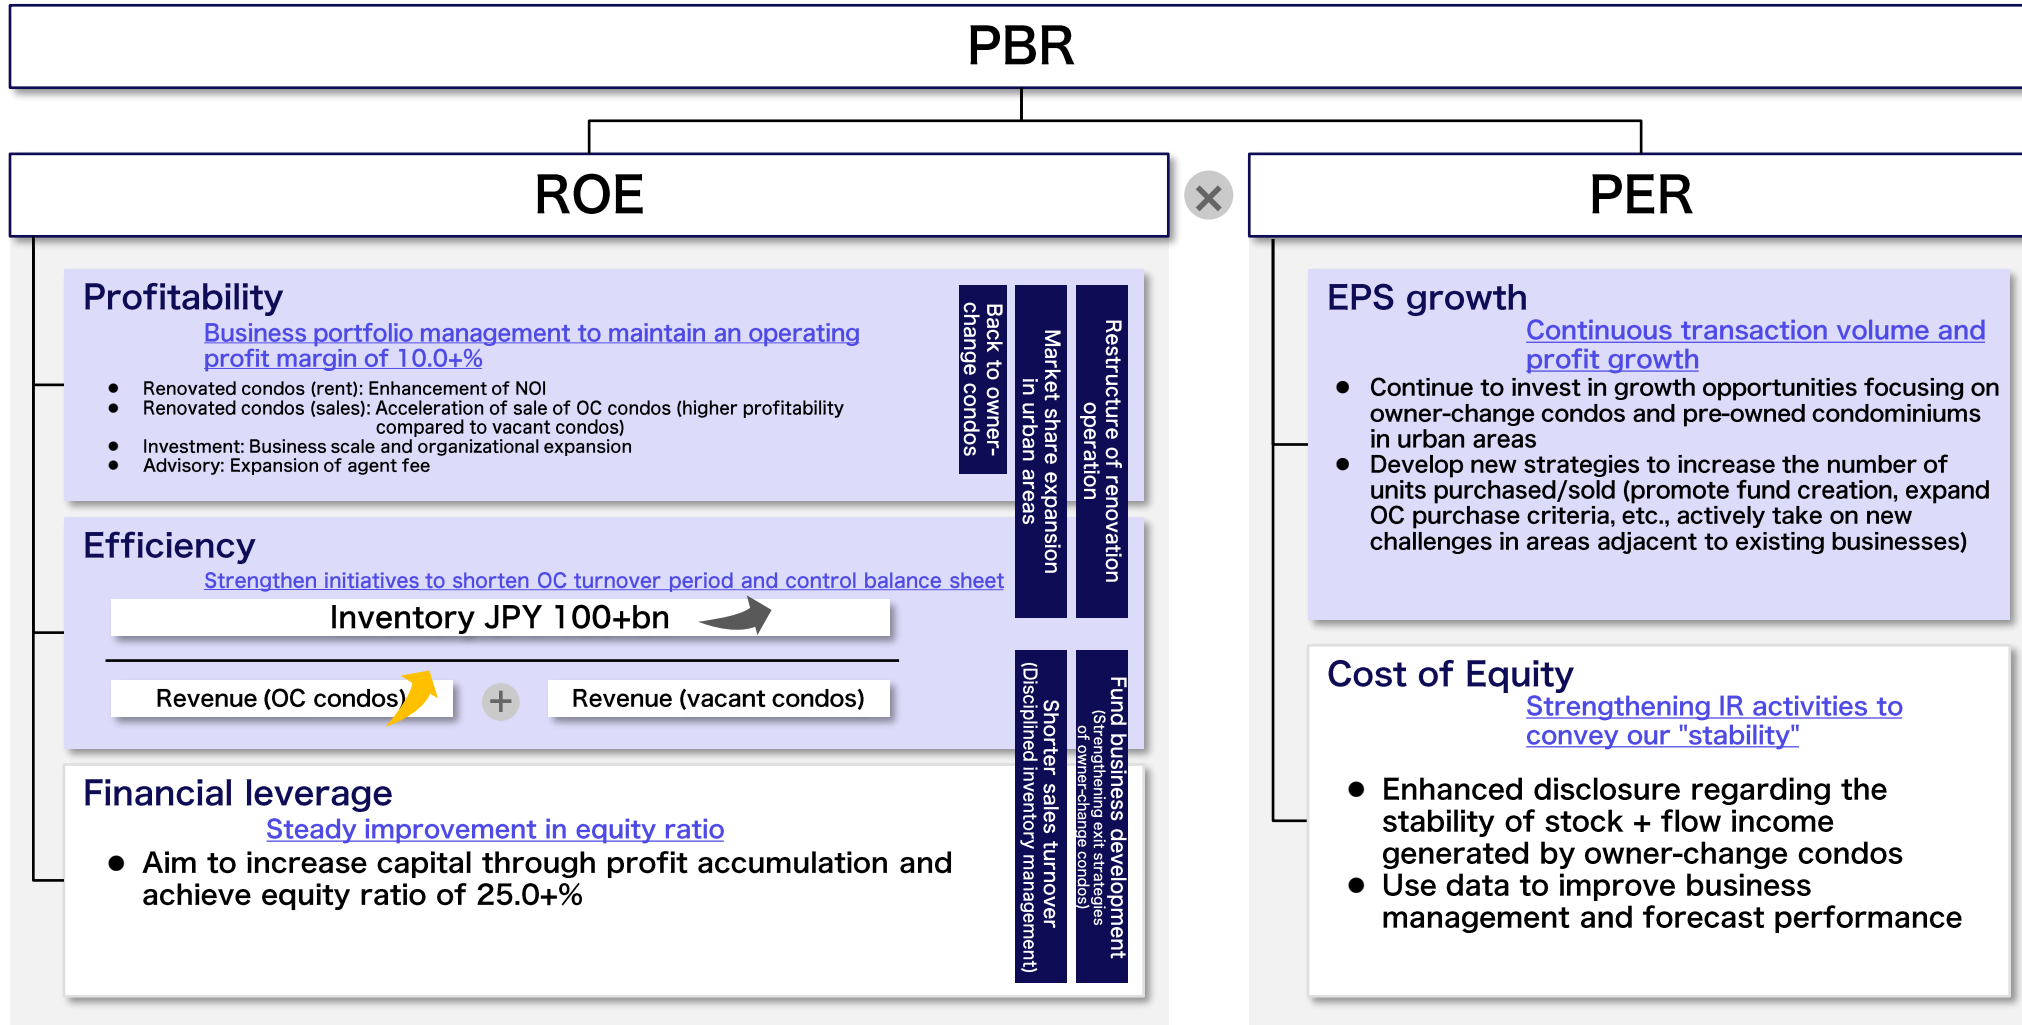 PBR
ROE
×
PER
Profitability
Business portfolio management to maintain an operating
profit margin of 10.0+%
● Renovated condos (rent): Enhancement of NOI
● Renovated condos (sales): Acceleration of sale of OC condos (higher profitability
compared to vacant condos)
● Investment: Business scale and organizational expansion
● Advisory: Expansion of agent fee
Back to owner-
change condos
Market share expansion
in urban areas
Restructure of renovation
operation
Efficiency
Strengthen initiatives to shorten OC turnover period and control balance sheet
Inventory JPY 100+bn
Revenue (OC condos)
+
Revenue (vacant condos)
Shorter sales turnover
(Disciplined inventory management)
Fund business development
(Strengthening exit strategies
of owner-change condos)
Financial leverage
Steady improvement in equity ratio
● Aim to increase capital through profit accumulation and
achieve equity ratio of 25.0+%
EPS growth
Continuous transaction volume and
profit growth
● Continue to invest in growth opportunities focusing on
owner-change condos and pre-owned condominiums
in urban areas
● Develop new strategies to increase the number of
units purchased/sold (promote fund creation, expand
OC purchase criteria, etc., actively take on new
challenges in areas adjacent to existing businesses)
Cost of Equity
Strengthening IR activities to
convey our "stability"
● Enhanced disclosure regarding the
stability of stock + flow income
generated by owner-change condos
● Use data to improve business
management and forecast performance